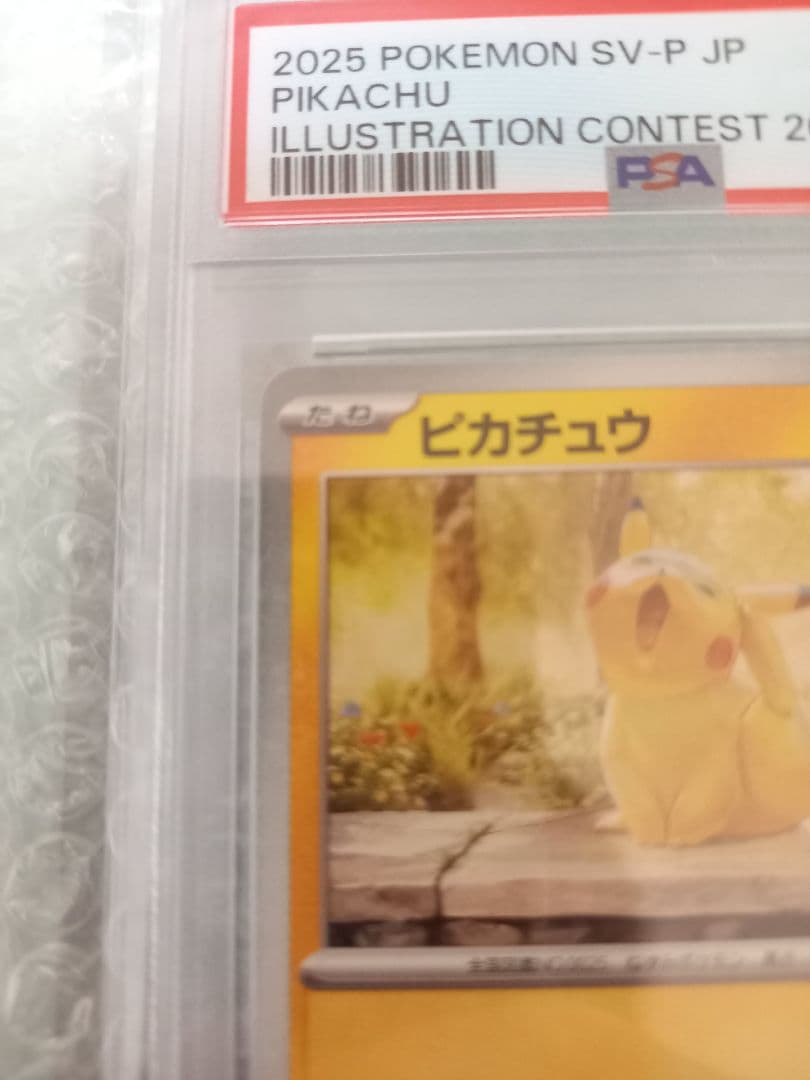 2025 POKEMON SV-P JP
PIKACHU
ILLUSTRATION CONTEST
PSA
たね
ピカチュウ